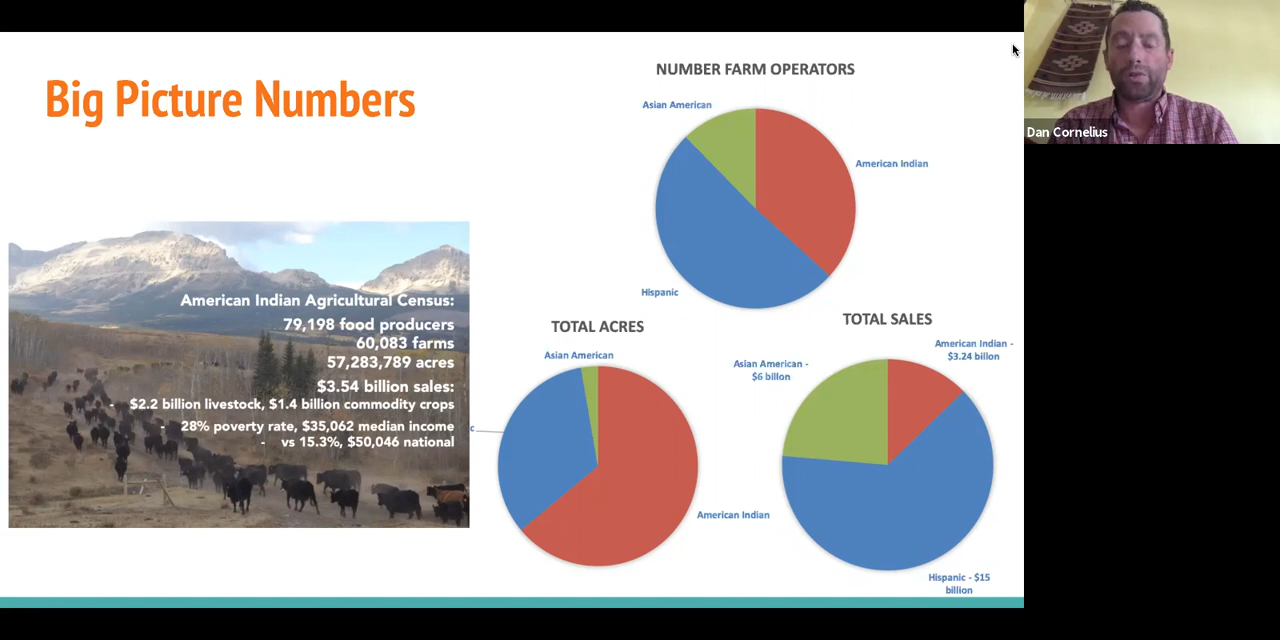 Big Picture Numbers
American Indian Agricultural Census:
79,198 food producers
60,083 farms
57,283,789 acres
$3.54 billion sales:
- $2.2 billion livestock, $1.4 billion commodity crops
- 28% poverty rate, $35,062 median income
- vs 15.3%, $50,046 national
NUMBER FARM OPERATORS
Asian American
American Indian
Hispanic
TOTAL ACRES
Asian American
c
American Indian
TOTAL SALES
American Indian -
$3.24 billon
Asian American -
$6 billon
Hispanic - $15
billion
Dan Cornelius